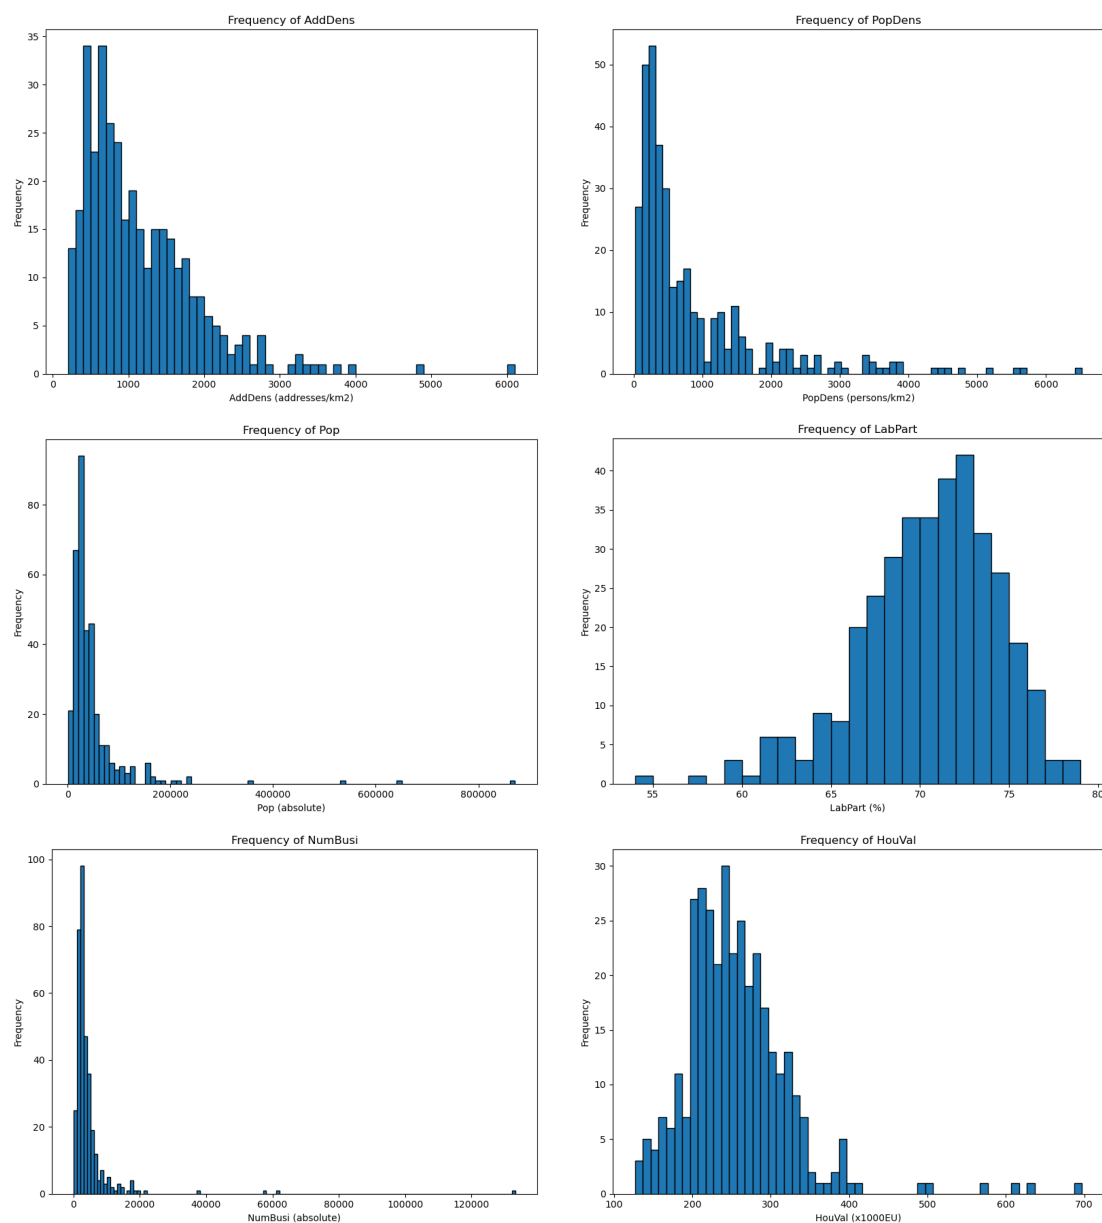 Frequency of AddDens
35
30
25
20
15
10
5
0
Frequency
0 1000 2000 3000 4000 5000 6000
AddDens (addresses/km2)
Frequency of PopDens
50
40
30
20
10
0
Frequency
0 1000 2000 3000 4000 5000 6000
PopDens (persons/km2)
Frequency of Pop
80
60
40
20
0
Frequency
0 200000 400000 600000 800000
Pop (absolute)
Frequency of LabPart
40
35
30
25
20
15
10
5
0
Frequency
55 60 65 70 75 80
LabPart (%)
Frequency of NumBusi
100
80
60
40
20
0
Frequency
0 20000 40000 60000 80000 100000 120000
NumBusi (absolute)
Frequency of HouVal
30
25
20
15
10
5
0
Frequency
100 200 300 400 500 600 700
HouVal (x1000EU)